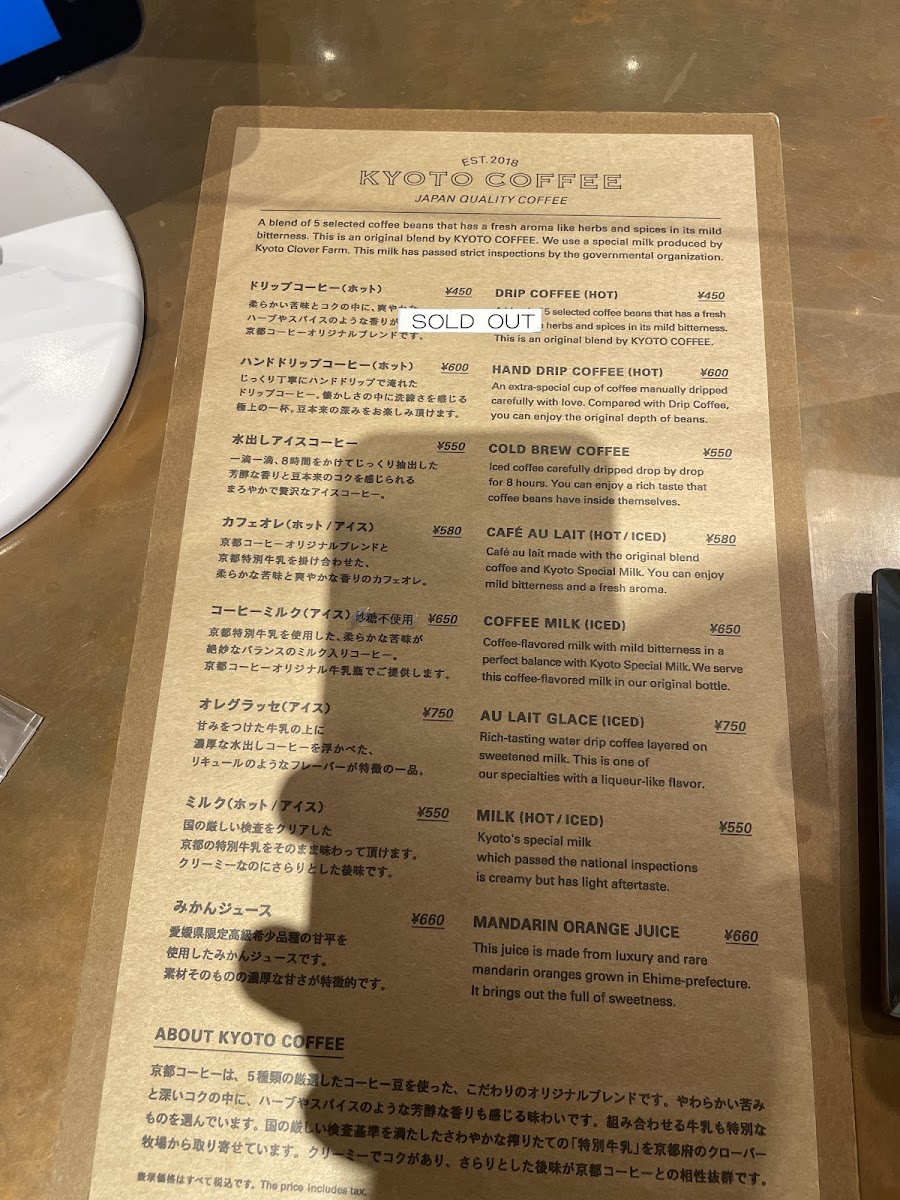 EST. 2018
KYOTO COFFEE
JAPAN QUALITY COFFEE
A blend of 5 selected coffee beans that has a fresh aroma like herbs and spices in its mild
bitterness. This is an original blend by KYOTO COFFEE. We use a special milk produced by
Kyoto Clover Farm. This milk has passed strict inspections by the governmental organization.
ドリップコーヒー(ホット) ¥450
柔らかい苦味とコクの中に、爽やかな
ハーブやスパイスのような香りが
京都コーヒーオリジナルブレンドです。
SOLD OUT
DRIP COFFEE (HOT) ¥450
5 selected coffee beans that has a fresh
herbs and spices in its mild bitterness.
This is an original blend by KYOTO COFFEE.
ハンドドリップコーヒー(ホット) ¥600
じっくり丁寧にハンドドリップで淹れた
ドリップコーヒー。懐かしさの中に洗練さを感じる
極上の一杯。豆本来の深みをお楽しみ頂けます。
HAND DRIP COFFEE (HOT) ¥600
An extra-special cup of coffee manually dripped
carefully with love. Compared with Drip Coffee,
you can enjoy the original depth of beans.
水出しアイスコーヒー ¥550
一滴一滴、8時間をかけてじっくり抽出した
芳醇な香りと豆本来のコクを感じられる
まろやかで贅沢なアイスコーヒー。
COLD BREW COFFEE ¥550
Iced coffee carefully dripped drop by drop
for 8 hours. You can enjoy a rich taste that
coffee beans have inside themselves.
カフェオレ(ホット/アイス) ¥580
京都コーヒーオリジナルブレンドと
京都特別牛乳を掛け合わせた、
柔らかな苦味と爽やかな香りのカフェオレ。
CAFÉ AU LAIT (HOT/ICED) ¥580
Café au lait made with the original blend
coffee and Kyoto Special Milk. You can enjoy
mild bitterness and a fresh aroma.
コーヒーミルク(アイス) 砂糖不使用 ¥650
京都特別牛乳を使用した、柔らかな苦味が
絶妙なバランスのミルク入りコーヒー。
京都コーヒーオリジナル牛乳瓶でご提供します。
COFFEE MILK (ICED) ¥650
Coffee-flavored milk with mild bitterness in a
perfect balance with Kyoto Special Milk. We serve
this coffee-flavored milk in our original bottle.
オレグラッセ(アイス) ¥750
甘みをつけた牛乳の上に
濃厚な水出しコーヒーを浮かべた、
リキュールのようなフレーバーが特徴の一品。
AU LAIT GLACE (ICED) ¥750
Rich-tasting water drip coffee layered on
sweetened milk. This is one of
our specialties with a liqueur-like flavor.
ミルク(ホット/アイス) ¥550
国の厳しい検査をクリアした
京都の特別牛乳をそのまま味わって頂けます。
クリーミーなのにさらりとした後味です。
MILK (HOT/ICED) ¥550
Kyoto's special milk
which passed the national inspections
is creamy but has light aftertaste.
みかんジュース ¥660
愛媛県限定高級希少品種の甘平を
使用したみかんジュースです。
素材そのものの濃厚な甘さが特徴的です。
MANDARIN ORANGE JUICE ¥660
This juice is made from luxury and rare
mandarin oranges grown in Ehime-prefecture.
It brings out the full of sweetness.
ABOUT KYOTO COFFEE
京都コーヒーは、5種類の厳選したコーヒー豆を使った、こだわりのオリジナルブレンドです。やわらかい苦み
と深いコクの中に、ハーブやスパイスのような芳醇な香りも感じる味わいです。組み合わせる牛乳も特別な
ものを選んでいます。国の厳しい検査基準を満たしたさわやかな搾りたての「特別牛乳」を京都府のクローバー
牧場から取り寄せています。クリーミーでコクがあり、さらりとした後味が京都コーヒーとの相性抜群です。
表示価格はすべて税込です。The price includes tax.